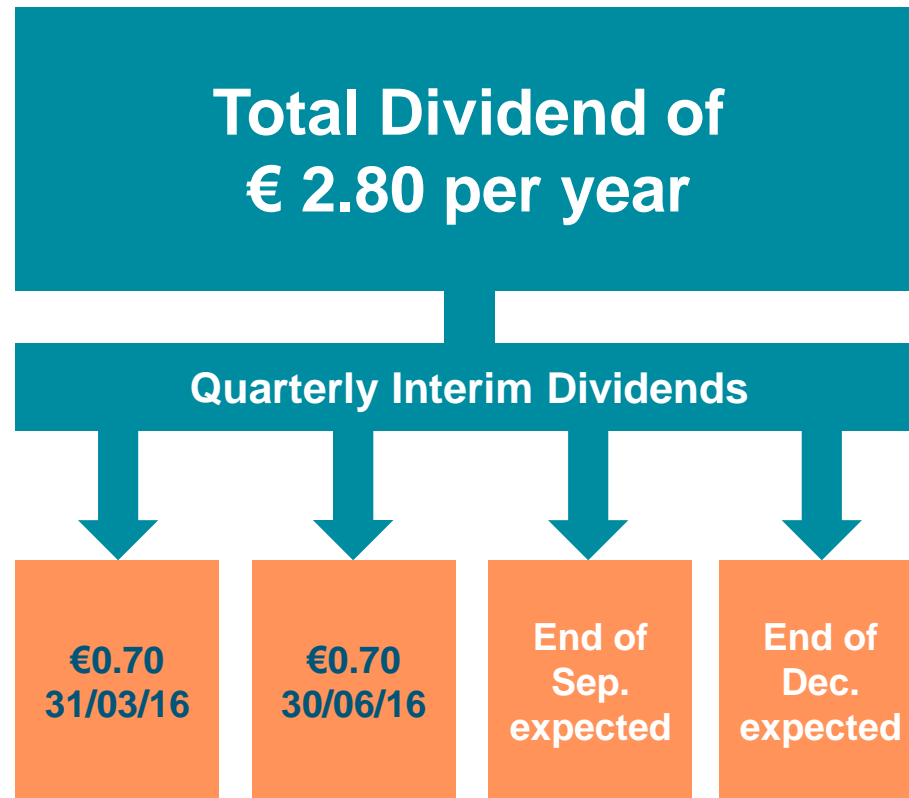 Total Dividend of
€ 2.80 per year
Quarterly Interim Dividends
€0.70
31/03/16
€0.70
30/06/16
End of
Sep.
expected
End of
Dec.
expected